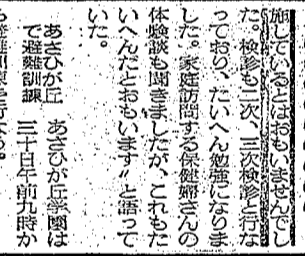 施しているとはおもいませんでし
た。検診も二次、三次検診と行な
っており、たいへん勉強になりま
した。家庭訪問する保健婦さんの
体験談も聞きましたが、これもた
いへんだとおもいます〃と語って
いた。
あさひが丘
で避難訓練
あさひが丘学園は
三十日午前九時か